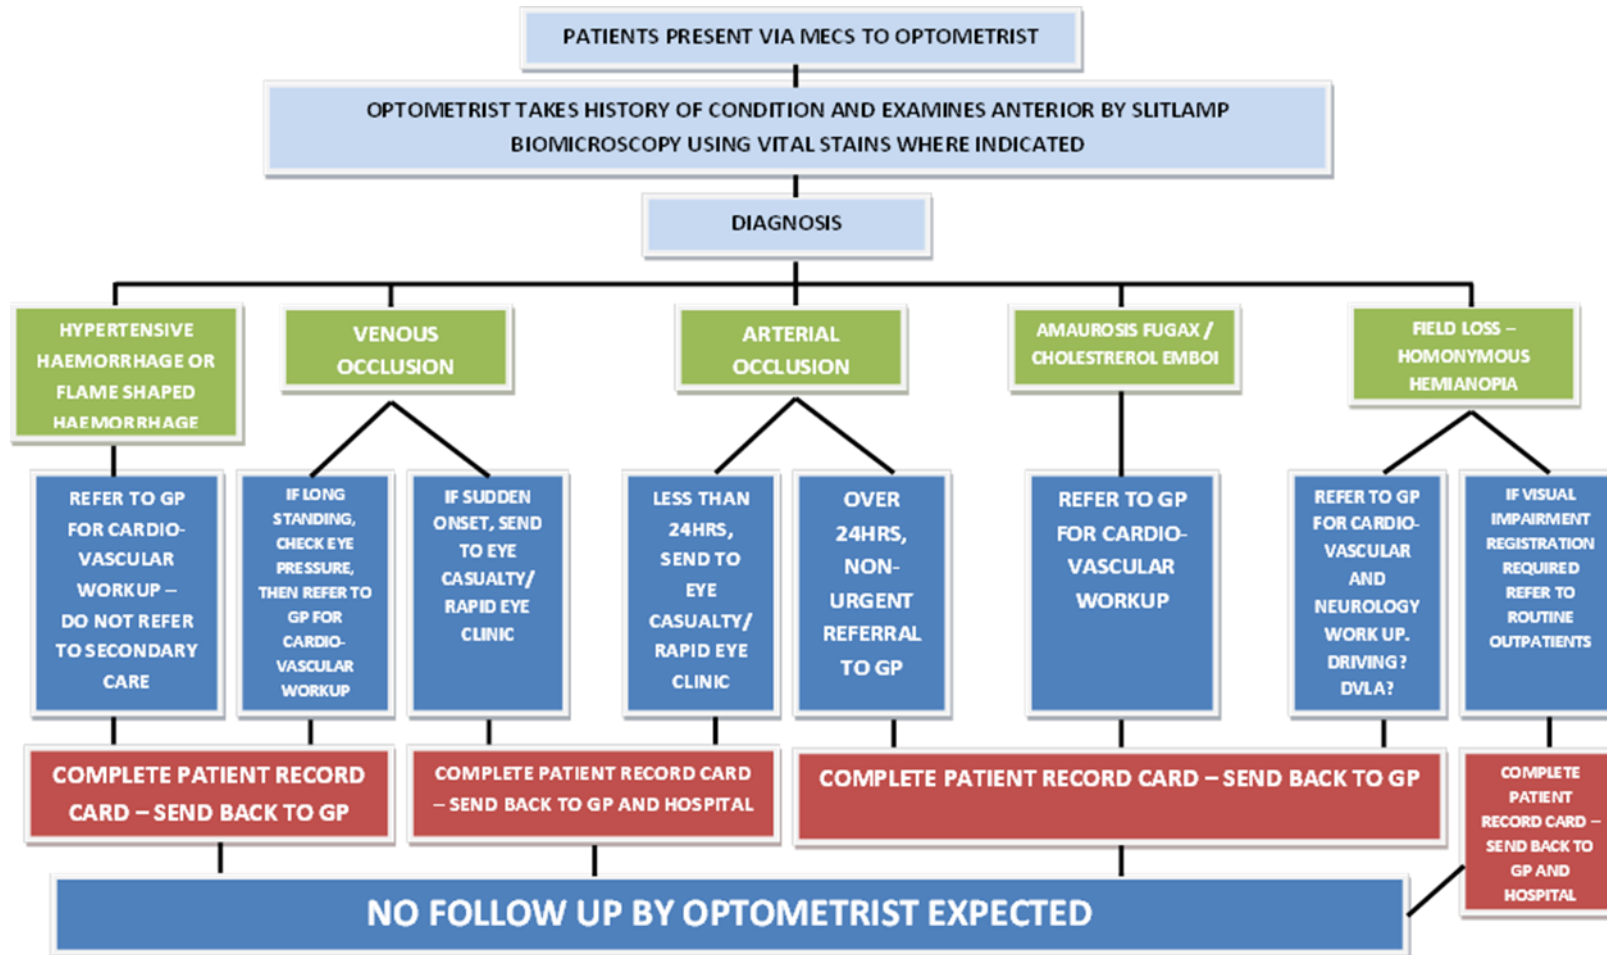 PATIENTS PRESENT VIA MECS TO OPTOMETRIST
OPTOMETRIST TAKES HISTORY OF CONDITION AND EXAMINES ANTERIOR BY SLITLAMP
BIOMICROSCOPY USING VITAL STAINS WHERE INDICATED
DIAGNOSIS
HYPERTENSIVE
HAEMORRHAGE OR
FLAME SHAPED
HAEMORRHAGE
VENOUS
OCCLUSION
ARTERIAL
OCCLUSION
AMAUROSIS FUGAX /
CHOLESTREROL EMBOI
FIELD LOSS –
HOMONYMOUS
HEMIANOPIA
REFER TO GP
FOR CARDIO-
VASCULAR
WORKUP –
DO NOT REFER
TO SECONDARY
CARE
IF LONG
STANDING,
CHECK EYE
PRESSURE,
THEN REFER TO
GP FOR
CARDIO-
VASCULAR
WORKUP
IF SUDDEN
ONSET, SEND
TO EYE
CASUALTY/
RAPID EYE
CLINIC
LESS THAN
24HRS,
SEND TO
EYE
CASUALTY/
RAPID EYE
CLINIC
OVER
24HRS,
NON-
URGENT
REFERRAL
TO GP
REFER TO GP
FOR CARDIO-
VASCULAR
WORKUP
REFER TO GP
FOR CARDIO-
VASCULAR
AND
NEUROLOGY
WORK UP.
DRIVING?
DVLA?
IF VISUAL
IMPAIRMENT
REGISTRATION
REQUIRED
REFER TO
ROUTINE
OUTPATIENTS
COMPLETE PATIENT RECORD
CARD – SEND BACK TO GP
COMPLETE PATIENT RECORD CARD
– SEND BACK TO GP AND HOSPITAL
COMPLETE PATIENT RECORD CARD – SEND BACK TO GP
COMPLETE
PATIENT
RECORD CARD –
SEND BACK TO
GP AND
HOSPITAL
NO FOLLOW UP BY OPTOMETRIST EXPECTED